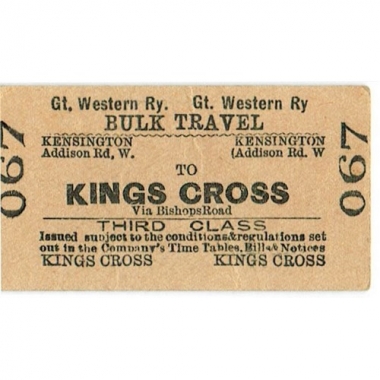 Gt. Western Ry. Gt. Western Ry
BULK TRAVEL
KENSINGTON KENSINGTON
Addison Rd, W. (Addison Rd. W
TO
KINGS CROSS
Via BishopsRoad
THIRD CLASS
Issued subject to the conditions&regulations set
out in the Company's Time Tables, Bills& Notices
KINGS CROSS KINGS CROSS
067
067